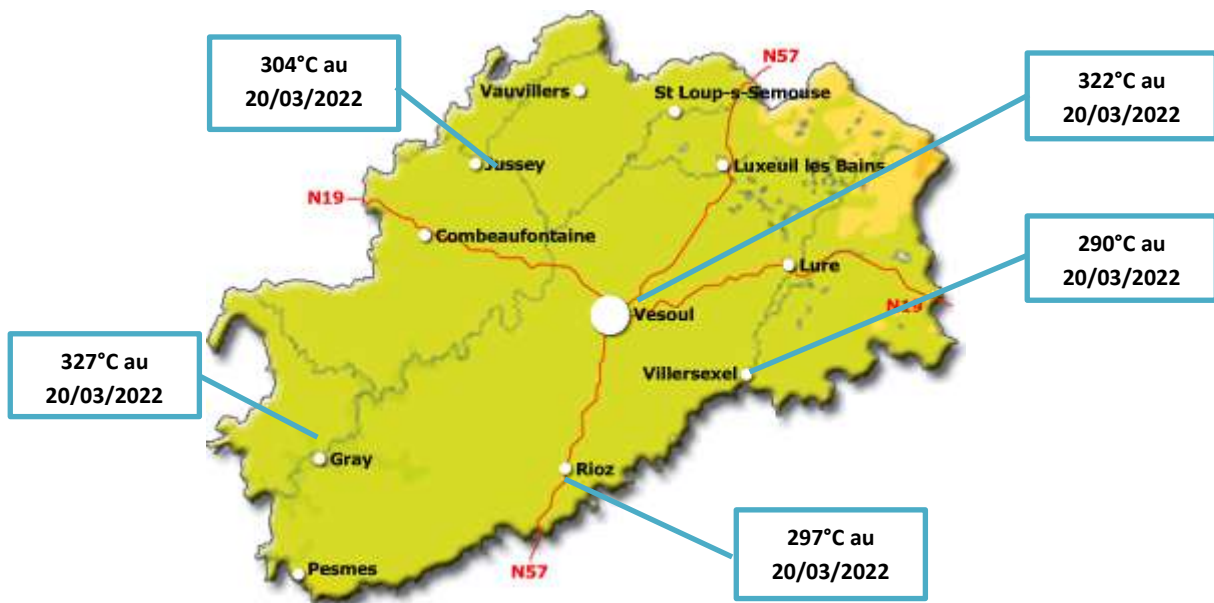 304°C au
20/03/2022
N57
322°C au
20/03/2022
Vauvillers
St Loup-s-Semouse
Jussey
Luxeuil les Bains
N19
Combeaufontaine
Lure
290°C au
20/03/2022
N19
Vesoul
327°C au
20/03/2022
Villersexel
Gray
Rioz
297°C au
20/03/2022
Pesmes
N57